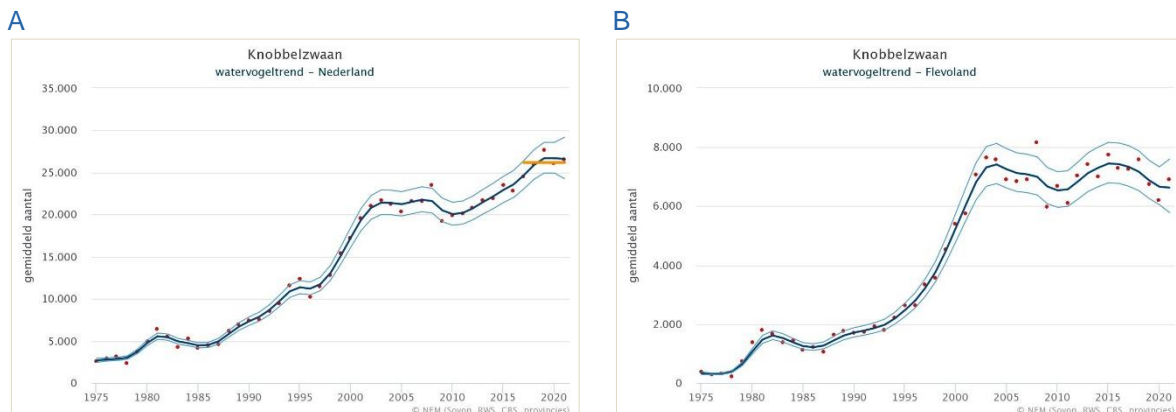 A
Knobbelzwaan
watervogeltrend – Nederland
35.000
30.000
25.000
20.000
15.000
10.000
5.000
0
gemiddeld aantal
1975 1980 1985 1990 1995 2000 2005 2010 2015 2020
© NEM (Sovon, RWS, CBS, provincies)
B
Knobbelzwaan
watervogeltrend – Flevoland
10.000
8.000
6.000
4.000
2.000
0
gemiddeld aantal
1975 1980 1985 1990 1995 2000 2005 2010 2015 2020
© NEM (Sovon, RWS, CBS, provincies)